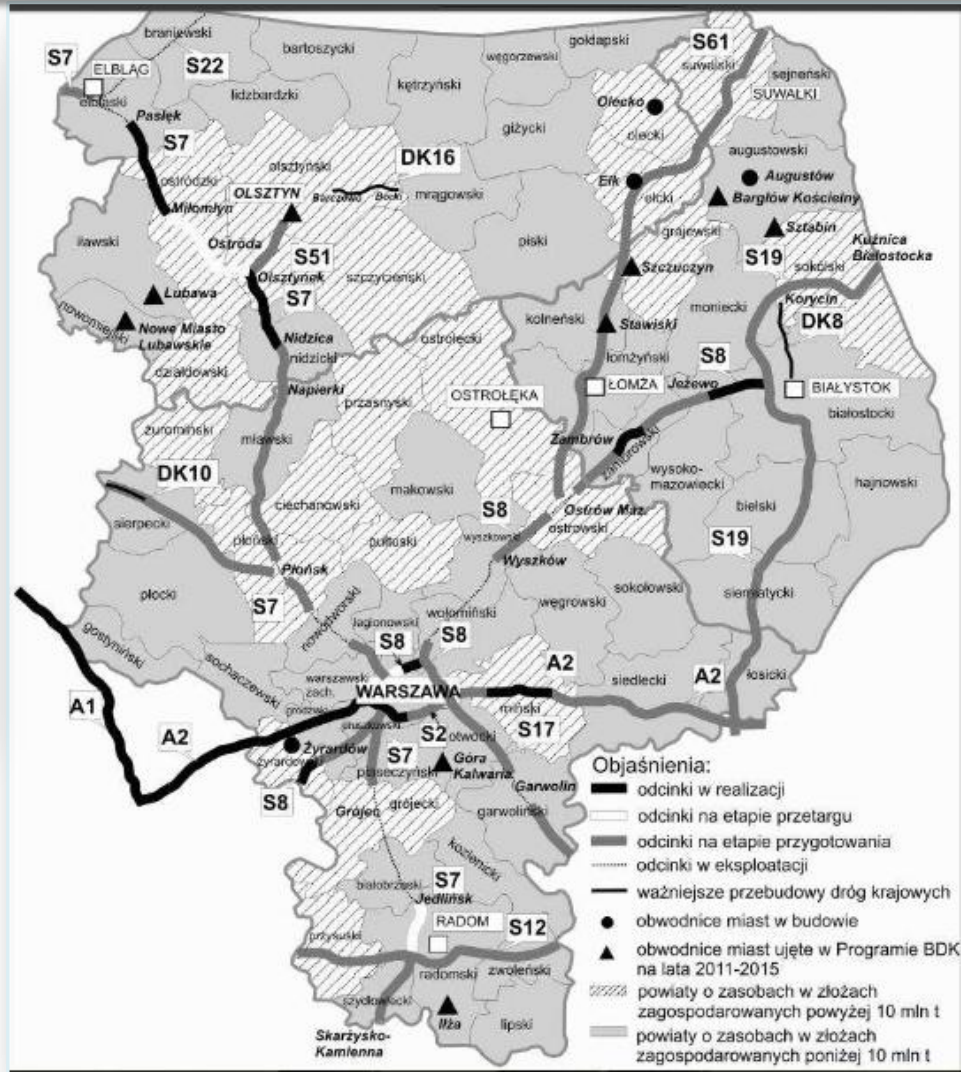 braniewski
gołdapski
S61
bartoszycki
węgorzewski
suwalski
S7
ELBLĄG
S22
sejneński
kętrzyński
SUWAŁKI
elbląski
lidzbardzki
Olecko
Pasłęk
giżycki
olecki
augustowski
S7
olsztyński
DK16
ostródzki
OLSZTYN
Barczewo
Bocki
mrągowski
Ełk
Augustów
Miłomłyn
ełcki
Bargłów Kościelny
Sztabin
iławski
Ostróda
piski
grajewski
Kuźnica
Białostocka
S51
S19
Olsztynek
szczycieński
Szczuczyn
sokólski
Lubawa
S7
Korycin
moniecki
DK8
nowomiejski
Nowe Miasto
Lubawskie
Nidzica
kolneński
Stawiski
nidzicki
ostrołęcki
łomżyński
S8
działdowski
Napierki
ŁOMŻA
Jeżewo
BIAŁYSTOK
przasnyski
OSTROŁĘKA
białostocki
żuromiński
mławski
Zambrów
zambrowski
DK10
makowski
wysoko-
mazowiecki
hajnowski
ciechanowski
S8
bielski
Ostrów Maz.
sierpecki
wyszkowski
ostrowski
płoński
pułtuski
Wyszków
S19
Płońsk
sokołowski
płocki
węgrowski
siemiatycki
S7
nowodworski
wołomiński
legionowski
gostyniński
S8
S8
sochaczewski
A2
warszawski
zach.
siedlecki
A2
łosicki
WARSZAWA
A1
grodziski
miński
A2
pruszkowski
S2
otwocki
S17
Żyrardów
S7
żyrardowski
piaseczyński
Góra
Kalwaria
Garwolin
S8
Grójec
grójecki
garwoliński
kozienicki
białobrzeski
S7
Jedlińsk
RADOM
S12
przysuski
radomski
zwoleński
szydłowiecki
Iłża
lipski
Skarżysko-
Kamienna
Objaśnienia:
odcinki w realizacji
odcinki na etapie przetargu
odcinki na etapie przygotowania
odcinki w eksploatacji
ważniejsze przebudowy dróg krajowych
obwodnice miast w budowie
obwodnice miast ujęte w Programie BDK
na lata 2011-2015
powiaty o zasobach w złożach
zagospodarowanych powyżej 10 mln t
powiaty o zasobach w złożach
zagospodarowanych poniżej 10 mln t